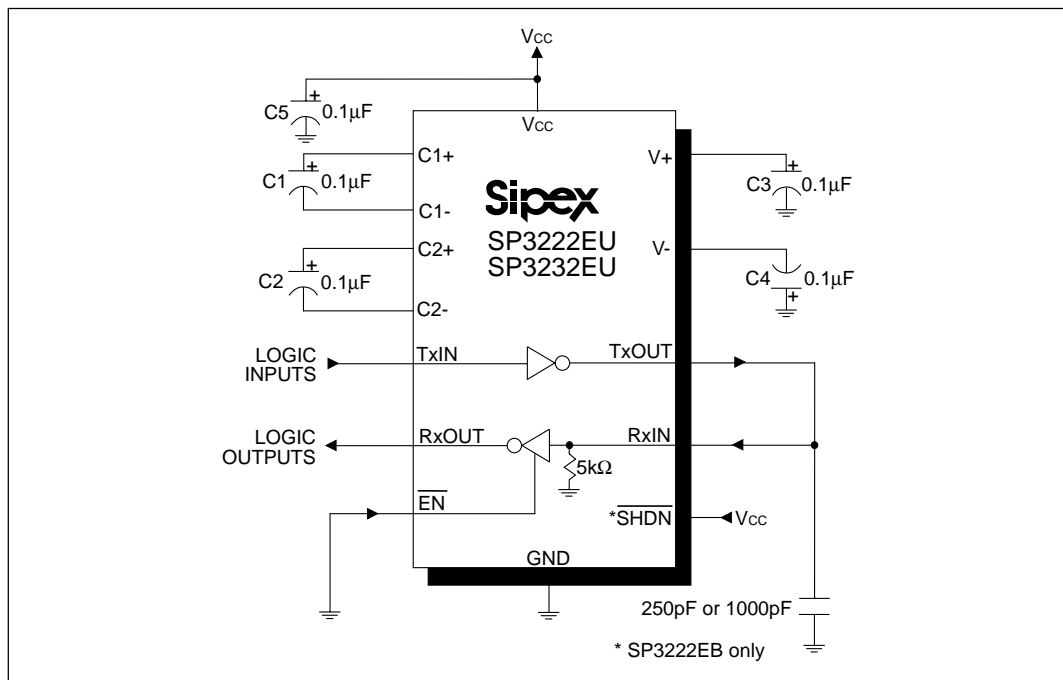 VCC
C5
+
0.1µF
VCC
C1+
V+
C1
+
0.1µF
C3
+
0.1µF
C1-
Sipex
SP3222EU
SP3232EU
C2+
V-
C2
+
0.1µF
C4
+
0.1µF
C2-
LOGIC
INPUTS
TxIN
TxOUT
LOGIC
OUTPUTS
RxOUT
RxIN
5kΩ
EN
*SHDN
VCC
GND
250pF or 1000pF
* SP3222EB only